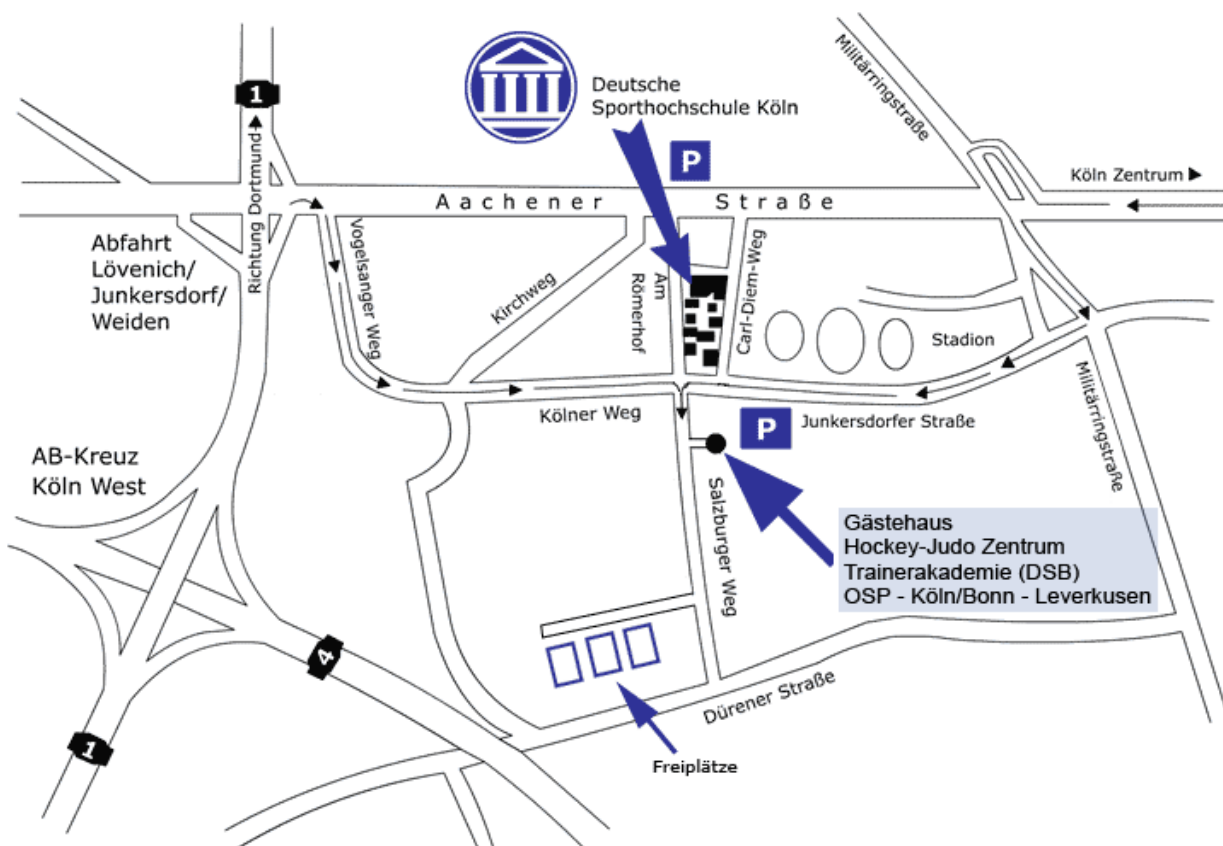 Deutsche
Sporthochschule Köln
P
Militärringstraße
Köln Zentrum
1
Richtung Dortmund
Aachener Straße
Abfahrt
Lövenich/
Junkersdorf/
Weiden
Vogelsanger Weg
Kirchweg
Am
Römerhof
Carl-Diem-Weg
Stadion
Militärringstraße
Kölner Weg
P
Junkersdorfer Straße
AB-Kreuz
Köln West
Salzburger Weg
Gästehaus
Hockey-Judo Zentrum
Trainerakademie (DSB)
OSP - Köln/Bonn - Leverkusen
4
Dürener Straße
1
Freiplätze